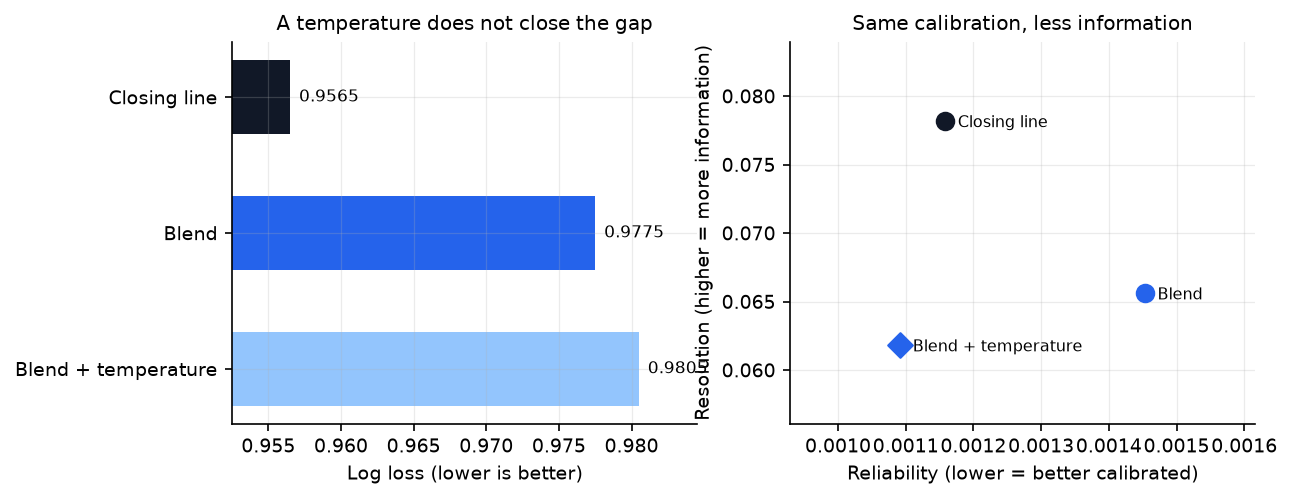 A temperature does not close the gap
Closing line
0.9565
Blend
0.9775
Blend + temperature
0.9805
0.955 0.960 0.965 0.970 0.975 0.980
Log loss (lower is better)
Same calibration, less information
Resolution (higher = more information)
0.080
0.075
0.070
0.065
0.060
Closing line
Blend
Blend + temperature
0.0010 0.0011 0.0012 0.0013 0.0014 0.0015 0.0016
Reliability (lower = better calibrated)